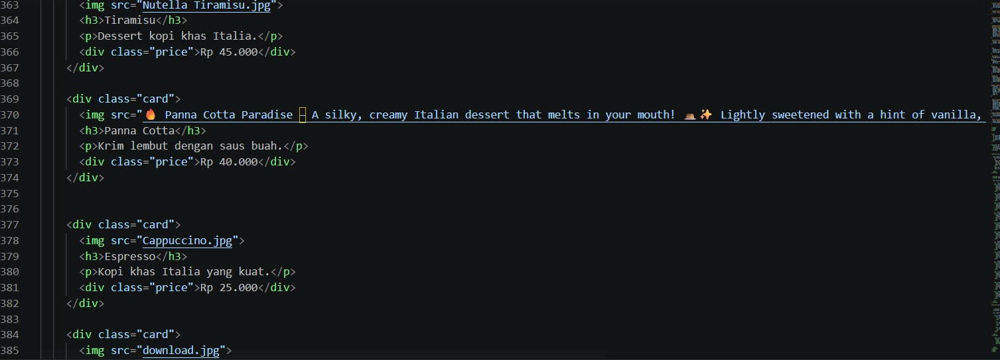 363 <img src="Nutella Tiramisu.jpg">
364 <h3>Tiramisu</h3>
365 <p>Dessert kopi khas Italia.</p>
366 <div class="price">Rp 45.000</div>
367 </div>
368
369 <div class="card">
370 <img src="🔥 Panna Cotta Paradise – A silky, creamy Italian dessert that melts in your mouth! 🍮✨ Lightly sweetened with a hint of vanilla,
371 <h3>Panna Cotta</h3>
372 <p>Krim lembut dengan saus buah.</p>
373 <div class="price">Rp 40.000</div>
374 </div>
375
376
377 <div class="card">
378 <img src="Cappuccino.jpg">
379 <h3>Espresso</h3>
380 <p>Kopi khas Italia yang kuat.</p>
381 <div class="price">Rp 25.000</div>
382 </div>
383
384 <div class="card">
385 <img src="download.jpg">